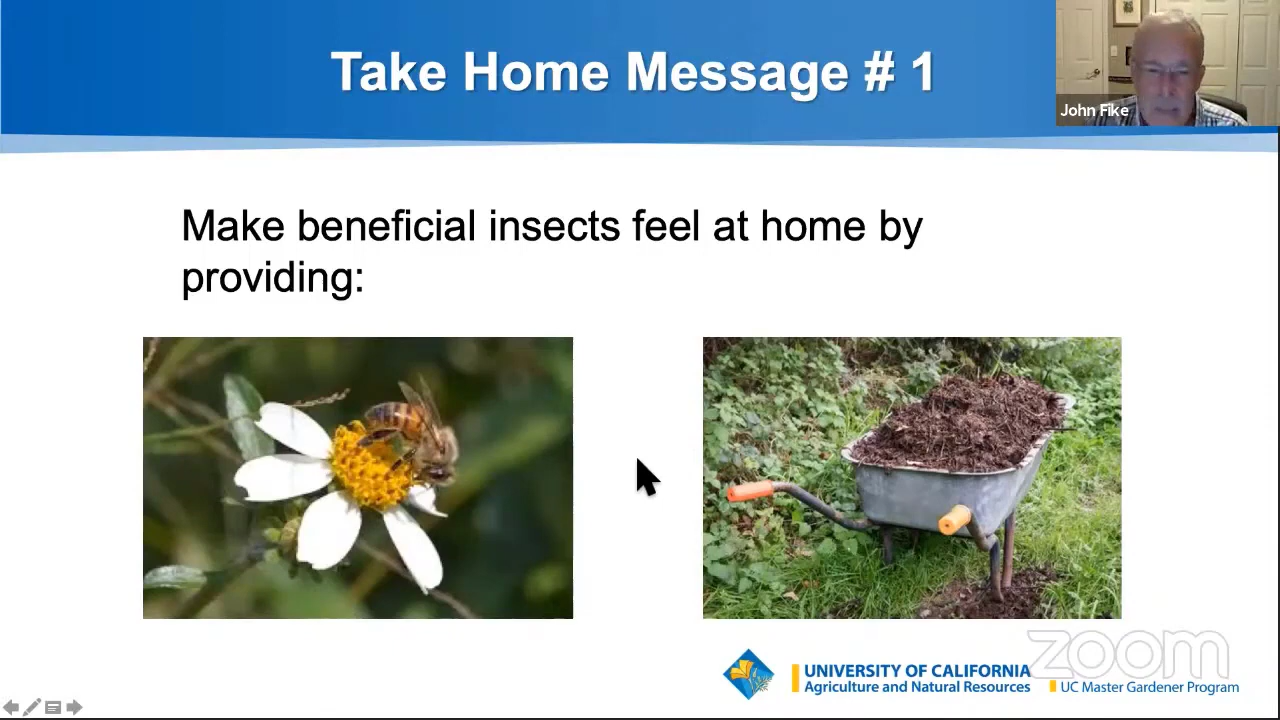 Take Home Message # 1
John Fike
Make beneficial insects feel at home by
providing:
zoom
UNIVERSITY OF CALIFORNIA
Agriculture and Natural Resources
UC Master Gardener Program